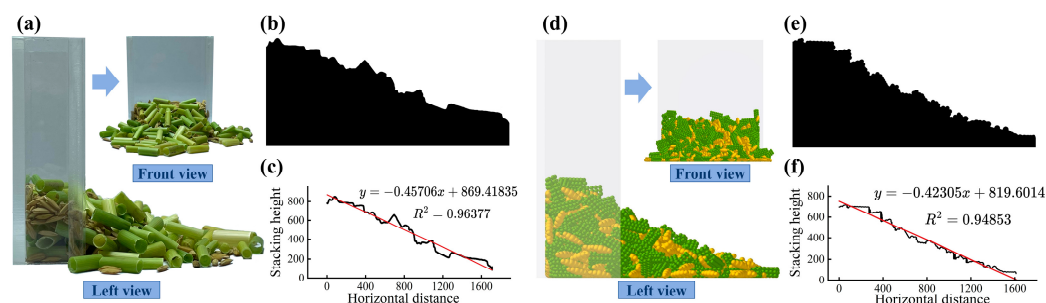 (a)
Front view
Left view
(b)
(c)
y = −0.45706x + 869.41835
R² − 0.96377
Stacking height
800
600
400
200
0
0 400 800 1200 1600
Horizontal distance
(d)
Front view
Left view
(e)
(f)
y = −0.42305x + 819.6014
R² = 0.94853
Stacking height
800
600
400
200
0
0 400 800 1200 1600
Horizontal distance